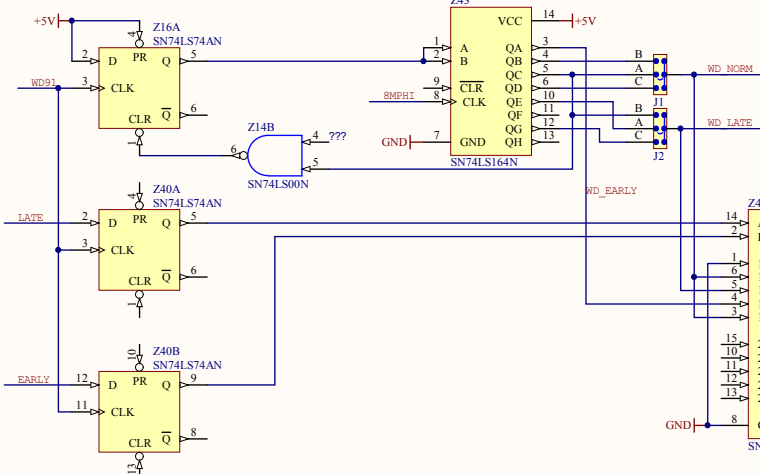 Z43
+5V
Z16A
SN74LS74AN
4
PR
2 D Q 5
WD91
3 CLK
Q 6
CLR
1
VCC 14 +5V
1 A QA 3
2 B QB 4
QC 5
9 CLR QD 6
8MPHI 8 CLK QE 10
QF 11
QG 12
GND 7 GND QH 13
SN74LS164N
B
A
C
J1
WD_NORM
B
A
C
J2
WD_LATE
Z14B
6
4 ???
5
SN74LS00N
WD_EARLY
Z40A
SN74LS74AN
4
PR
LATE 2 D Q 5
3 CLK
Q 6
CLR
1
Z40B
SN74LS74AN
10
PR
EARLY 12 D Q 9
11 CLK
Q 8
CLR
13
14
2
1
6
5
4
3
15
10
11
12
13
GND 8